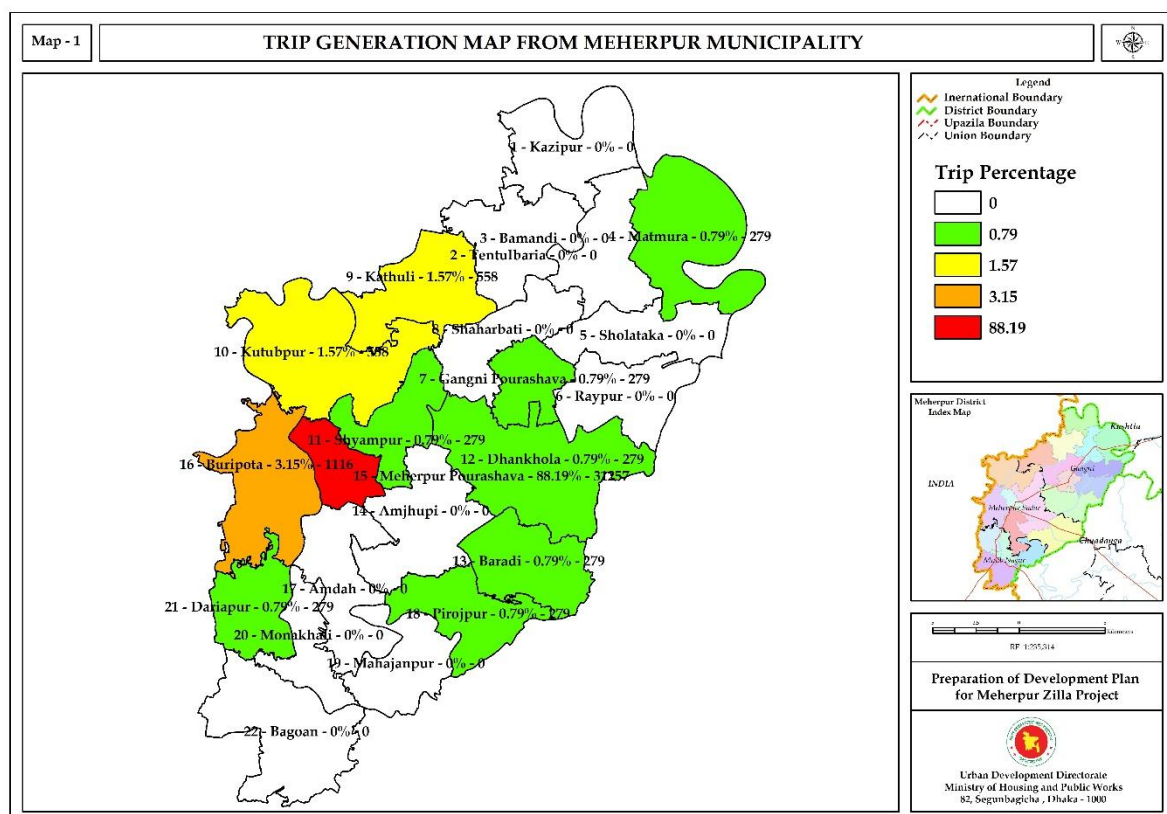 Map - 1
TRIP GENERATION MAP FROM MEHERPUR MUNICIPALITY
1 - Kazipur - 0% - 0
3 - Bamandi - 0% - 0
4 - Matmura - 0.79% - 279
2 - Tentulbaria - 0% - 0
9 - Kathuli - 1.57% - 558
8 - Shaharbati - 0% - 0
5 - Sholataka - 0% - 0
10 - Kutubpur - 1.57% - 558
7 - Gangni Pourashava - 0.79% - 279
6 - Raypur - 0% - 0
11 - Shyampur - 0.79% - 279
12 - Dhankhola - 0.79% - 279
16 - Buripota - 3.15% - 1116
15 - Meherpur Pourashava - 88.19% - 31257
14 - Amjhupi - 0% - 0
13 - Baradi - 0.79% - 279
17 - Amdah - 0% - 0
21 - Dariapur - 0.79% - 279
18 - Pirojpur - 0.79% - 279
20 - Monakhali - 0% - 0
19 - Mahajanpur - 0% - 0
22 - Bagoan - 0% - 0
Legend
Inernational Boundary
District Boundary
Upazila Boundary
Union Boundary
Trip Percentage
0
0.79
1.57
3.15
88.19
Meherpur District
Index Map
Kushtia
INDIA
Gangni
Meherpur Sadar
Chuadanga
Mujib Nagar
Kilometers
RF 1:235,314
Preparation of Development Plan
for Meherpur Zilla Project
Urban Development Directorate
Ministry of Housing and Public Works
82, Segunbagicha , Dhaka - 1000